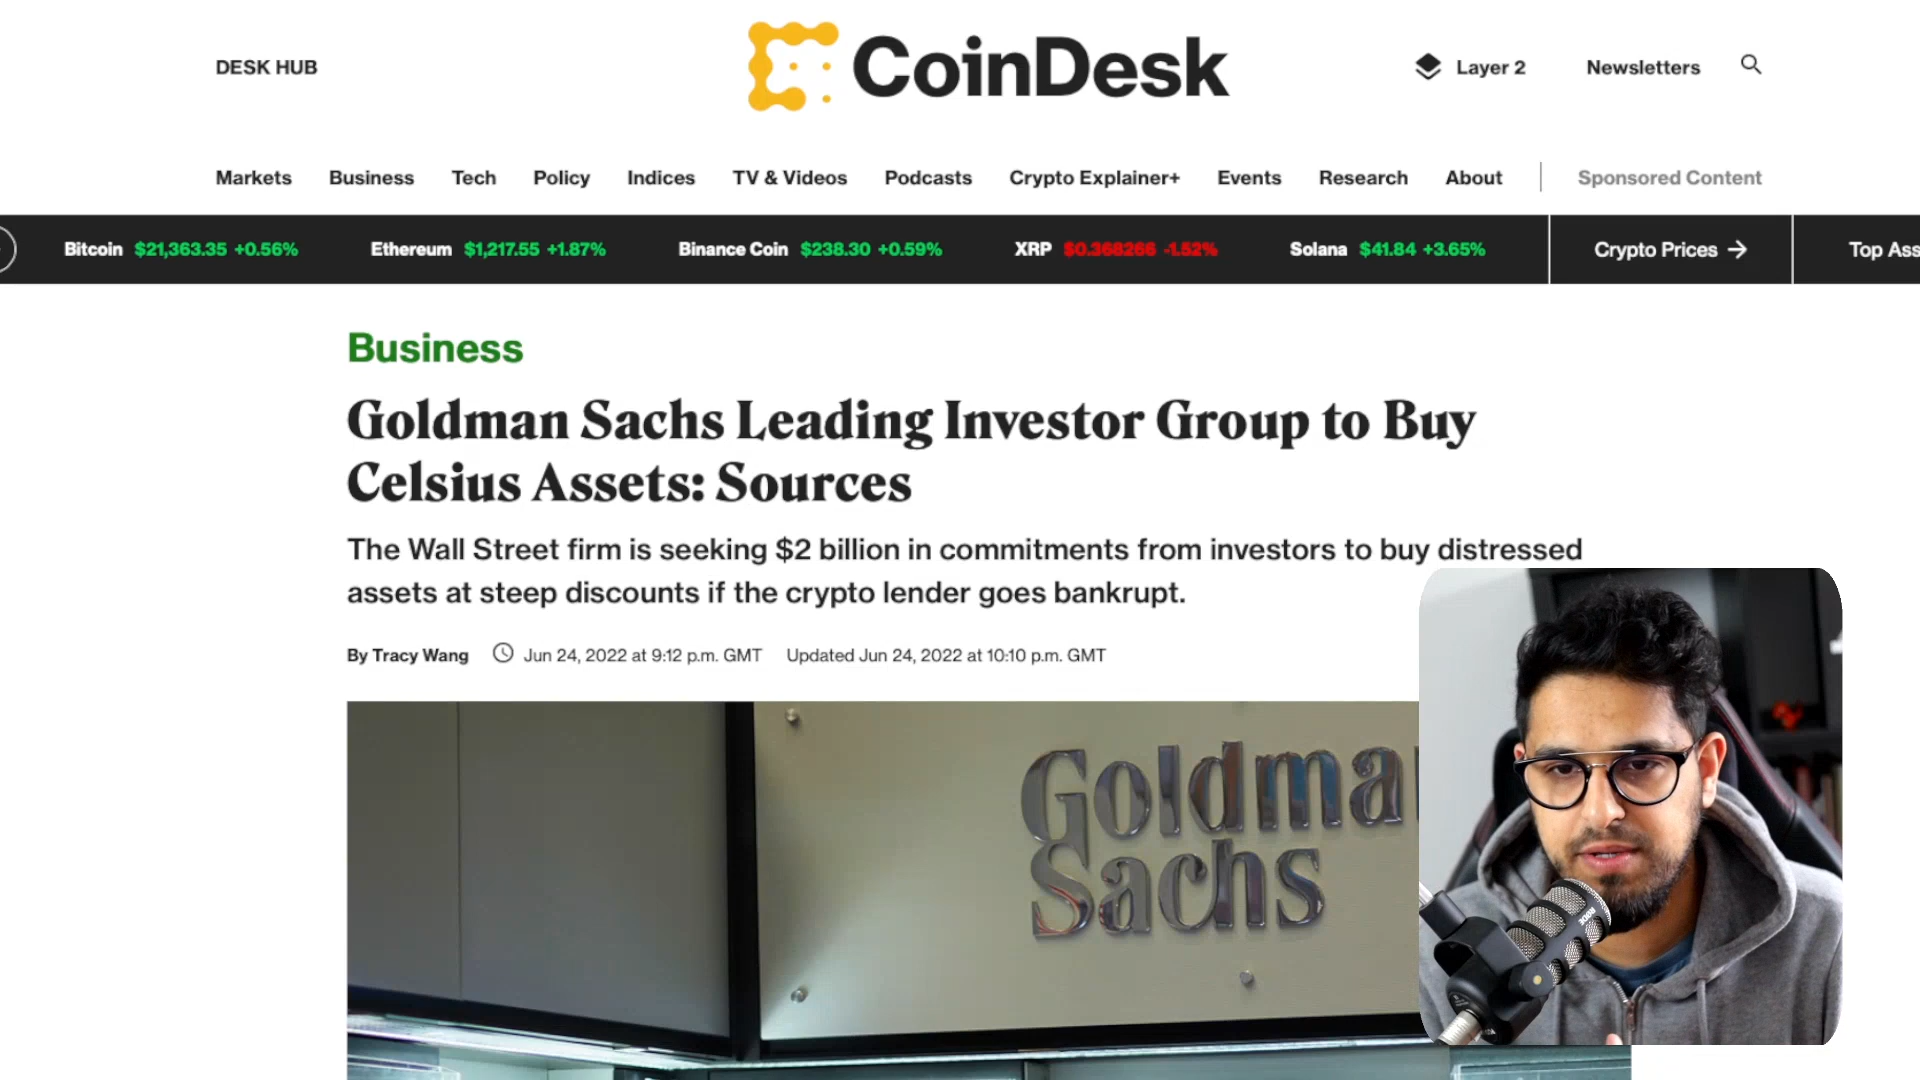 DESK HUB
CoinDesk
Layer 2
Newsletters
Markets Business Tech Policy Indices TV & Videos Podcasts Crypto Explainer+ Events Research About Sponsored Content
Bitcoin $21,363.35 +0.56% Ethereum $1,217.55 +1.87% Binance Coin $238.30 +0.59% XRP $0.368266 -1.52% Solana $41.84 +3.65% Crypto Prices → Top Ass
Business
Goldman Sachs Leading Investor Group to Buy
Celsius Assets: Sources
The Wall Street firm is seeking $2 billion in commitments from investors to buy distressed
assets at steep discounts if the crypto lender goes bankrupt.
By Tracy Wang Jun 24, 2022 at 9:12 p.m. GMT Updated Jun 24, 2022 at 10:10 p.m. GMT
Goldma
Sachs
RODE